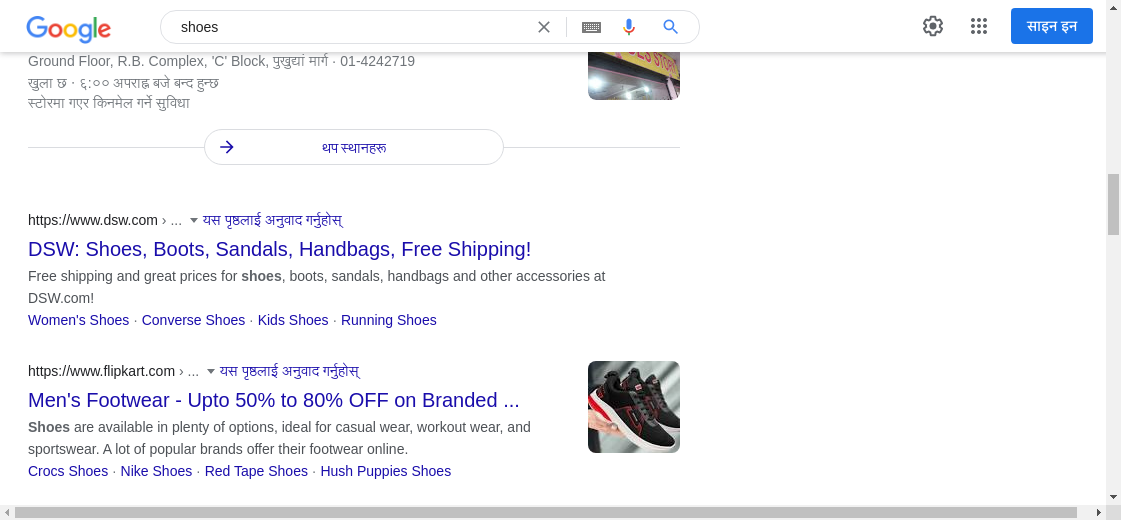 Google
shoes
साइन इन
Ground Floor, R.B. Complex, 'C' Block, पुखुद्यां मार्ग · 01-4242719
खुला छ · ६:०० अपराह्न बजे बन्द हुन्छ
स्टोरमा गएर किनमेल गर्ने सुविधा
थप स्थानहरू
https://www.dsw.com › ... यस पृष्ठलाई अनुवाद गर्नुहोस्
DSW: Shoes, Boots, Sandals, Handbags, Free Shipping!
Free shipping and great prices for shoes, boots, sandals, handbags and other accessories at
DSW.com!
Women's Shoes · Converse Shoes · Kids Shoes · Running Shoes
https://www.flipkart.com › ... यस पृष्ठलाई अनुवाद गर्नुहोस्
Men's Footwear - Upto 50% to 80% OFF on Branded ...
Shoes are available in plenty of options, ideal for casual wear, workout wear, and
sportswear. A lot of popular brands offer their footwear online.
Crocs Shoes · Nike Shoes · Red Tape Shoes · Hush Puppies Shoes